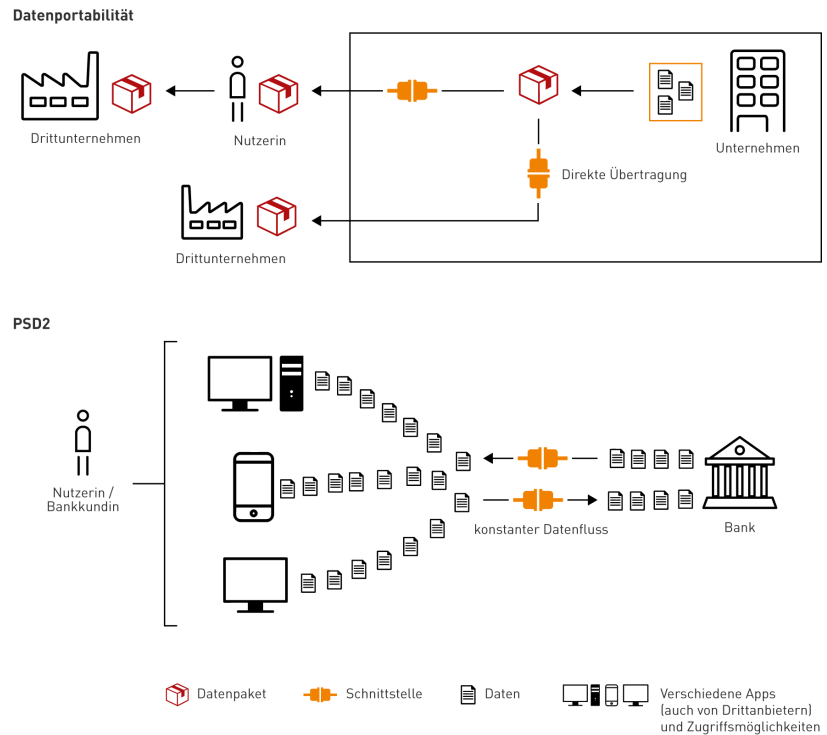 Datenportabilität
Drittunternehmen
Nutzerin
Unternehmen
Direkte Übertragung
Drittunternehmen
PSD2
Nutzerin /
Bankkundin
konstanter Datenfluss
Bank
Datenpaket
Schnittstelle
Daten
Verschiedene Apps
(auch von Drittanbietern)
und Zugriffsmöglichkeiten